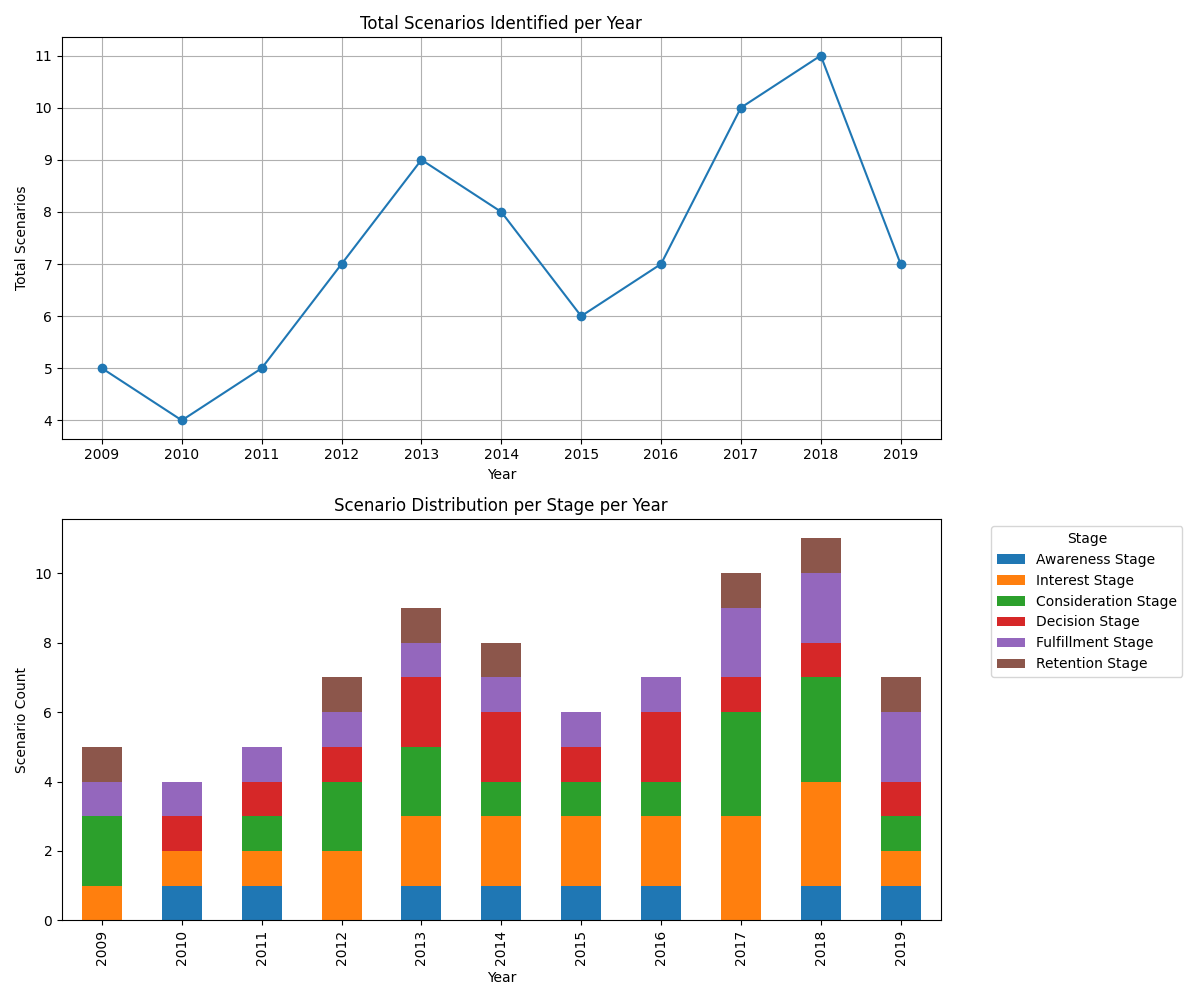 Total Scenarios Identified per Year
11
10
9
8
7
6
5
4
Total Scenarios
2009 2010 2011 2012 2013 2014 2015 2016 2017 2018 2019
Year
Scenario Distribution per Stage per Year
10
8
6
4
2
0
Scenario Count
2009 2010 2011 2012 2013 2014 2015 2016 2017 2018 2019
Year
Stage
Awareness Stage
Interest Stage
Consideration Stage
Decision Stage
Fulfillment Stage
Retention Stage